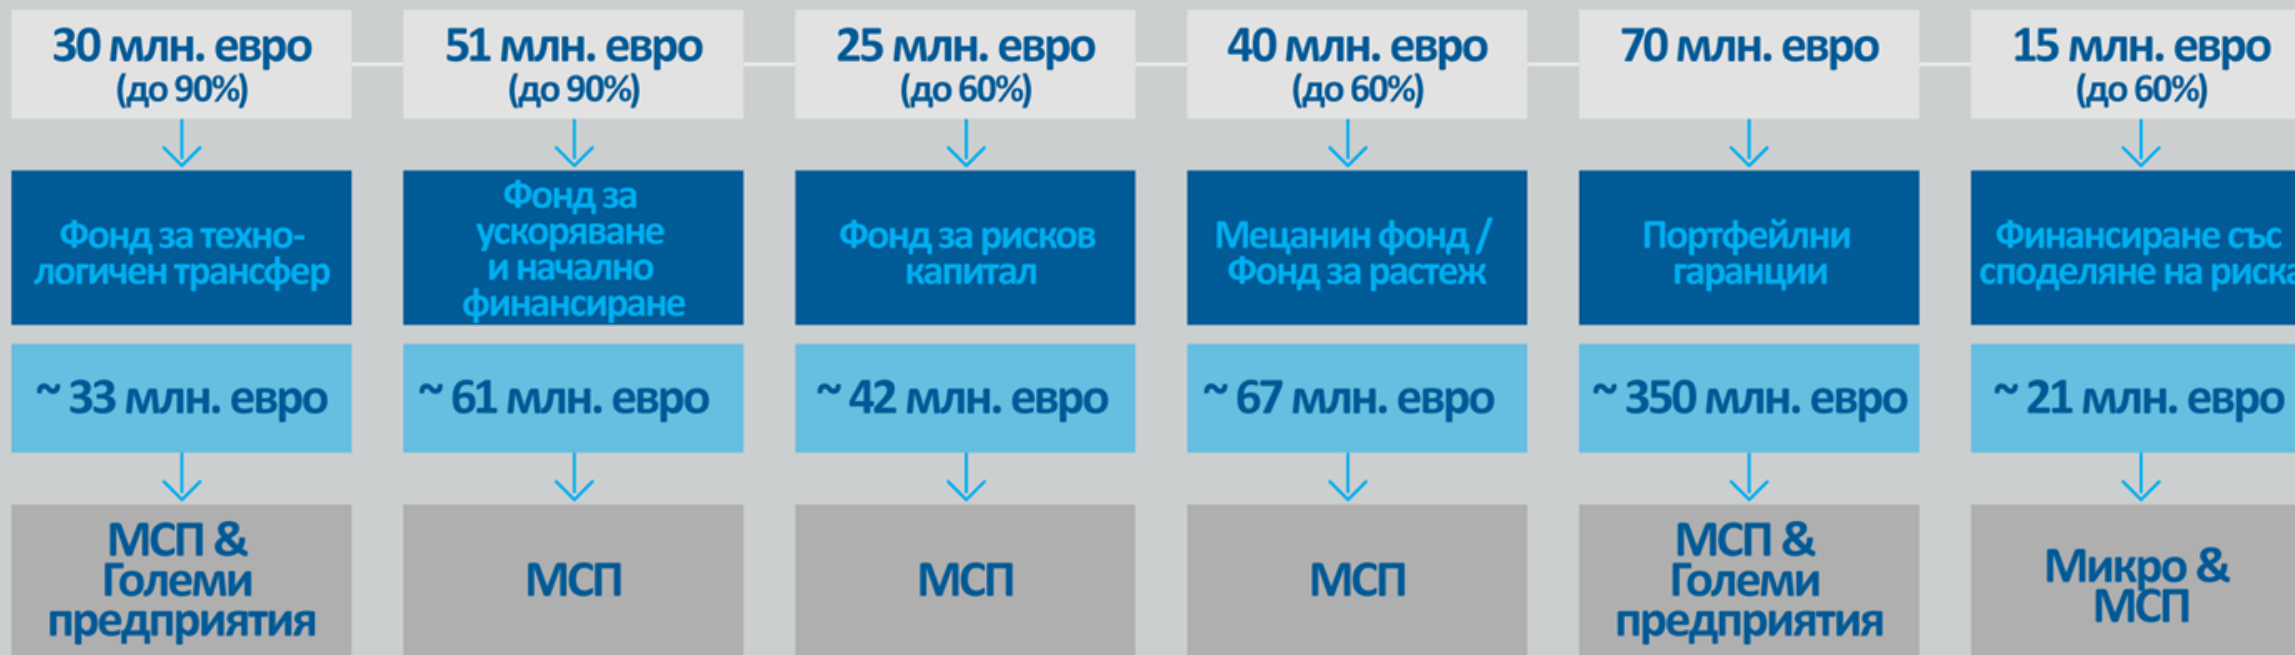 30 млн. евро
(до 90%)
51 млн. евро
(до 90%)
25 млн. евро
(до 60%)
40 млн. евро
(до 60%)
70 млн. евро
15 млн. евро
(до 60%)
Фонд за техно-
логичен трансфер
Фонд за
ускоряване
и начално
финансиране
Фонд за рисков
капитал
Мецанин фонд /
Фонд за растеж
Портфейлни
гаранции
Финансиране със
споделяне на риска
~ 33 млн. евро
~ 61 млн. евро
~ 42 млн. евро
~ 67 млн. евро
~ 350 млн. евро
~ 21 млн. евро
МСП &
Големи
предприятия
МСП
МСП
МСП
МСП &
Големи
предприятия
Микро &
МСП